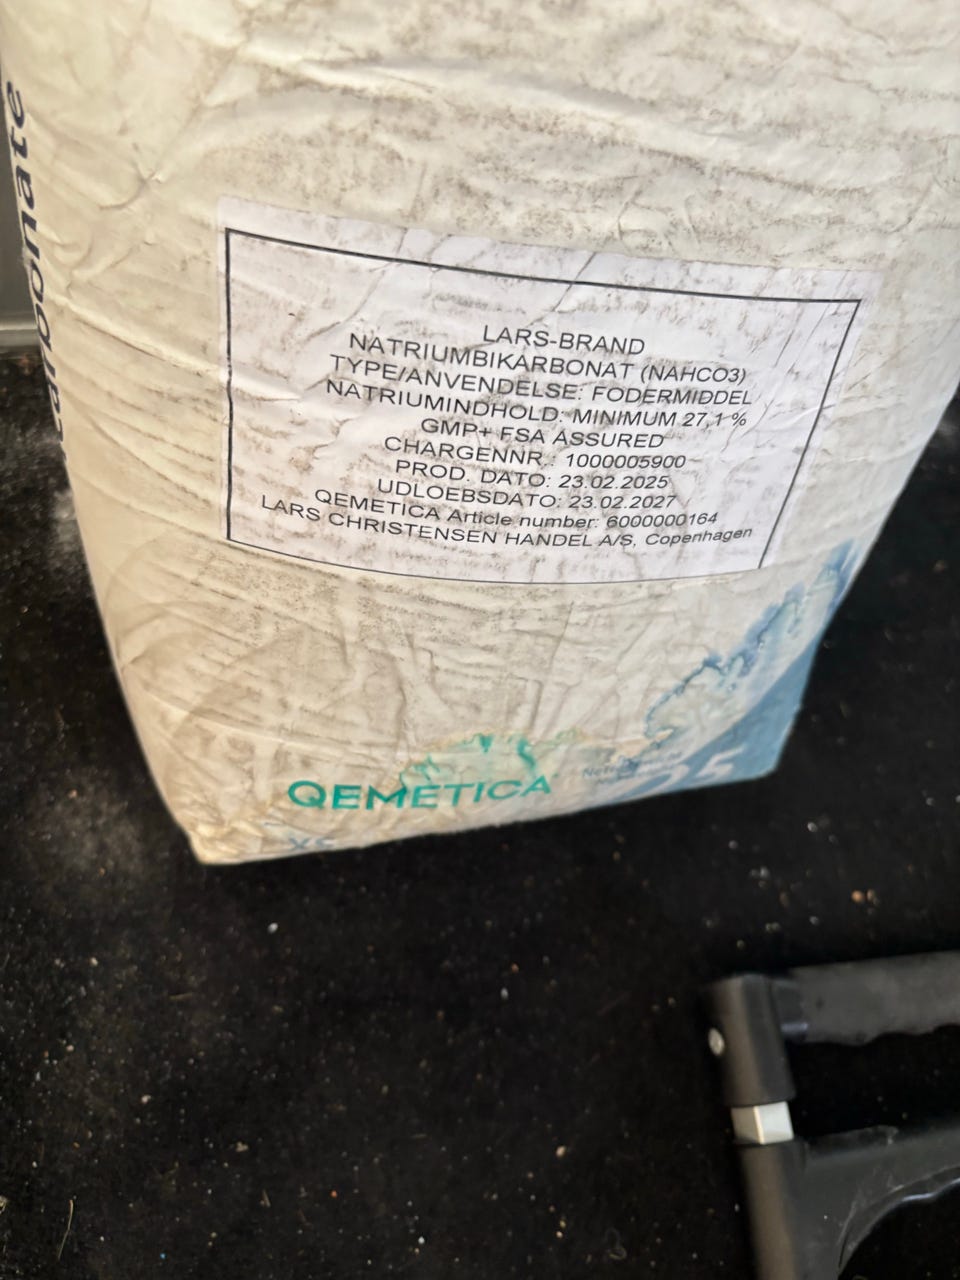 LARS-BRAND
NATRIUMBIKARBONAT (NAHCO3)
TYPE/ANVENDELSE: FODERMIDDEL
NATRIUMINDHOLD: MINIMUM 27,1 %
GMP+ FSA ASSURED
CHARGENNR.: 1000005900
PROD. DATO: 23.02.2025
UDLOEBSDATO: 23.02.2027
QEMETICA Article number: 6000000164
LARS CHRISTENSEN HANDEL A/S, Copenhagen
QEMETICA
25